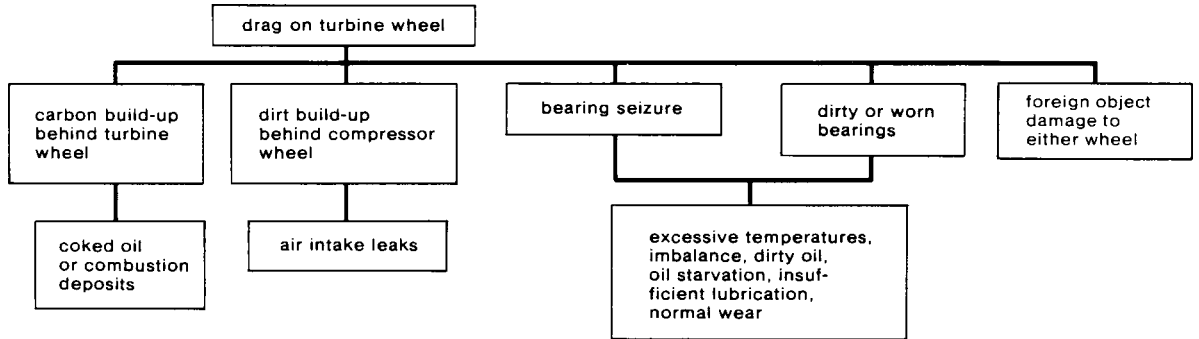 drag on turbine wheel
carbon build-up
behind turbine
wheel
dirt build-up
behind compressor
wheel
bearing seizure
dirty or worn
bearings
foreign object
damage to
either wheel
coked oil
or combustion
deposits
air intake leaks
excessive temperatures,
imbalance, dirty oil,
oil starvation, insuf-
ficient lubrication,
normal wear